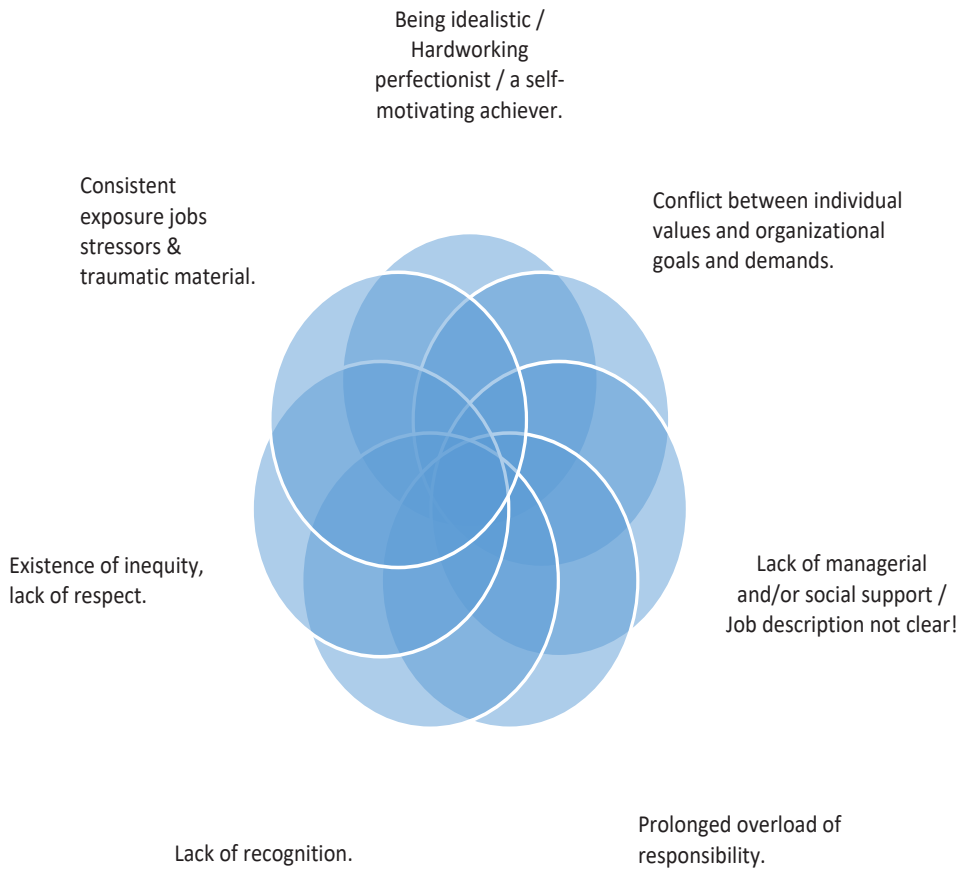 Being idealistic /
Hardworking
perfectionist / a self-
motivating achiever.
Consistent
exposure jobs
stressors &
traumatic material.
Conflict between individual
values and organizational
goals and demands.
Existence of inequity,
lack of respect.
Lack of managerial
and/or social support /
Job description not clear!
Lack of recognition.
Prolonged overload of
responsibility.